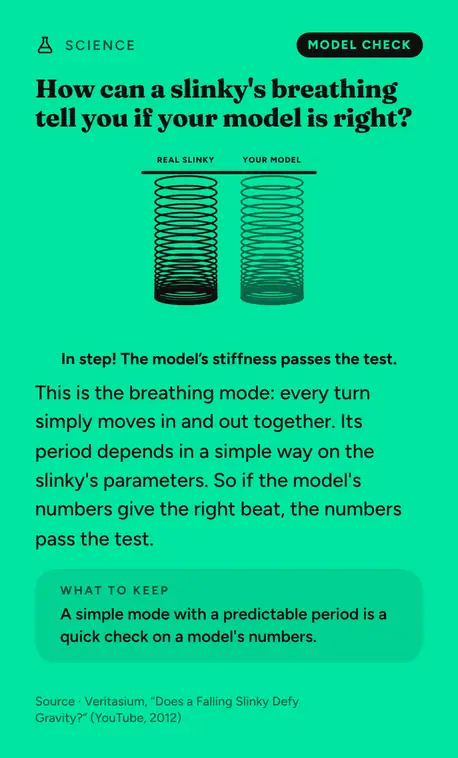 SCIENCE
MODEL CHECK
How can a slinky's breathing
tell you if your model is right?
REAL SLINKY
YOUR MODEL
In step! The model’s stiffness passes the test.
This is the breathing mode: every turn
simply moves in and out together. Its
period depends in a simple way on the
slinky's parameters. So if the model's
numbers give the right beat, the numbers
pass the test.
WHAT TO KEEP
A simple mode with a predictable period is a
quick check on a model's numbers.
Source · Veritasium, “Does a Falling Slinky Defy
Gravity?” (YouTube, 2012)